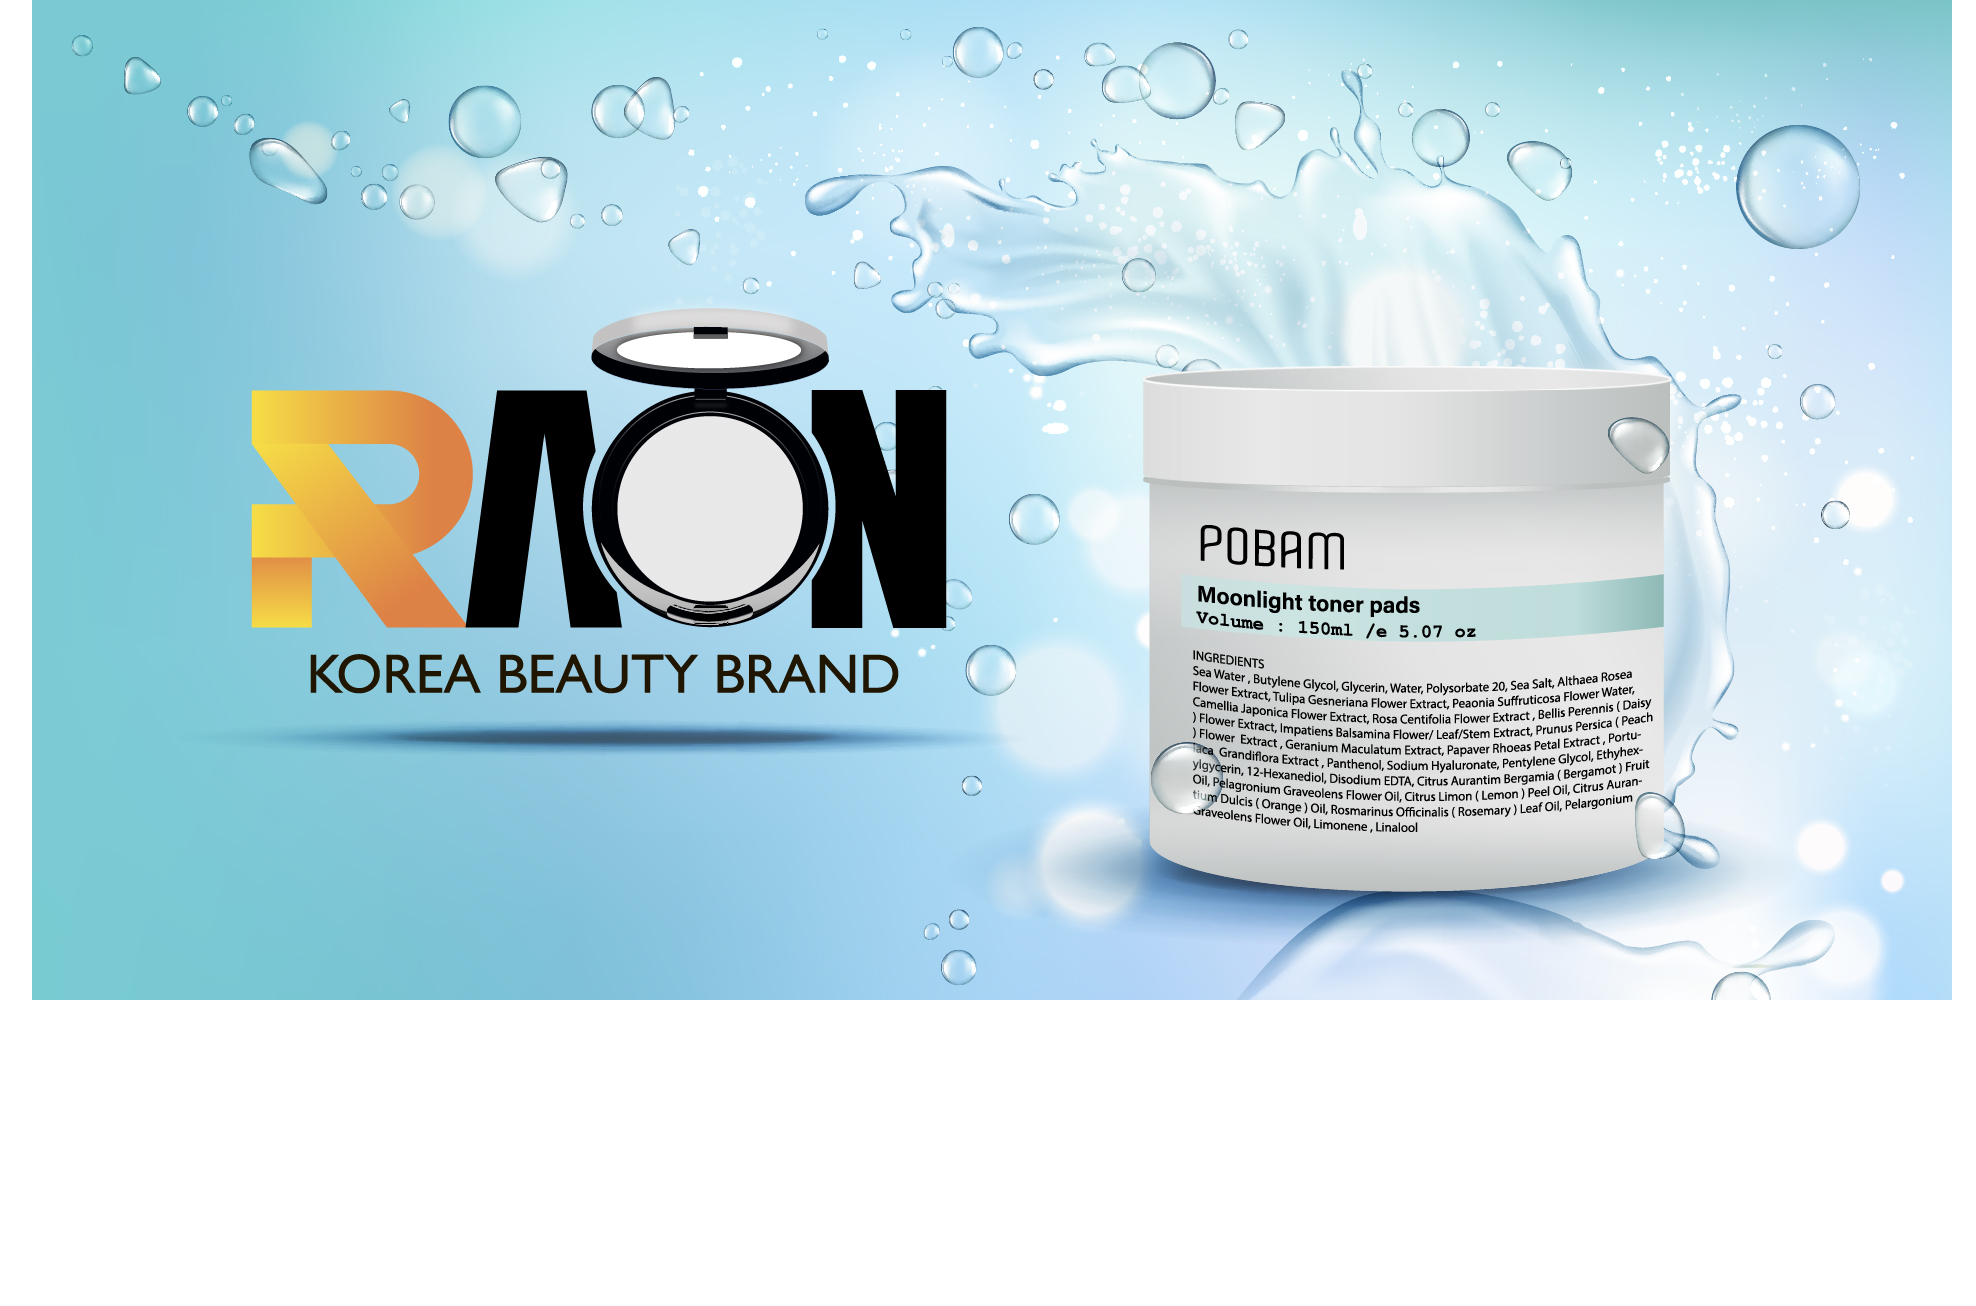 RAON
KOREA BEAUTY BRAND
POBAM
Moonlight toner pads
Volume : 150ml /e 5.07 oz
INGREDIENTS
Sea Water , Butylene Glycol, Glycerin, Water, Polysorbate 20, Sea Salt, Althaea Rosea
Flower Extract, Tulipa Gesneriana Flower Extract, Peaonia Suffruticosa Flower Water,
Camellia Japonica Flower Extract, Rosa Centifolia Flower Extract , Bellis Perennis ( Daisy
) Flower Extract, Impatiens Balsamina Flower/ Leaf/Stem Extract, Prunus Persica ( Peach
) Flower Extract , Geranium Maculatum Extract, Papaver Rhoeas Petal Extract , Portu-
laca Grandiflora Extract , Panthenol, Sodium Hyaluronate, Pentylene Glycol, Ethyhex-
ylgycerin, 12-Hexanediol, Disodium EDTA, Citrus Aurantim Bergamia ( Bergamot ) Fruit
Oil, Pelagronium Graveolens Flower Oil, Citrus Limon ( Lemon ) Peel Oil, Citrus Auran-
tium Dulcis ( Orange ) Oil, Rosmarinus Officinalis ( Rosemary ) Leaf Oil, Pelargonium
Graveolens Flower Oil, Limonene , Linalool